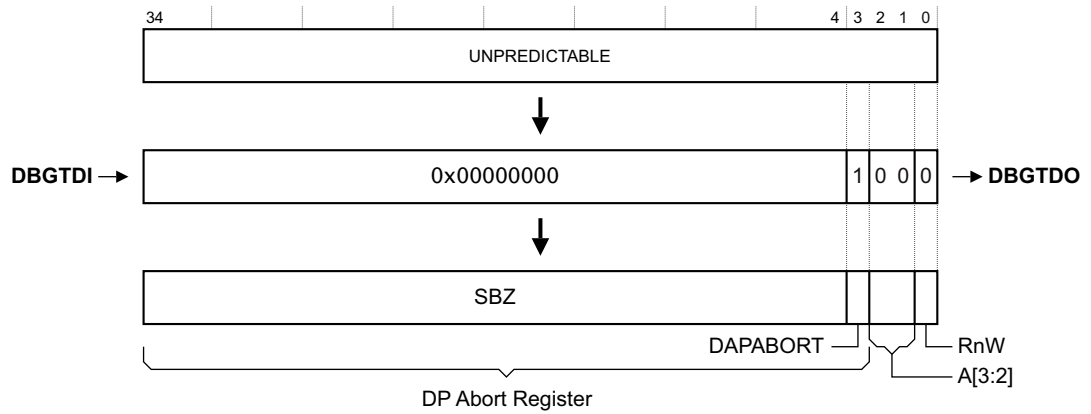 34 4 3 2 1 0
UNPREDICTABLE
DBGTDI 0x00000000 1 0 0 0 DBGTDO
SBZ
DAPABORT RnW
A[3:2]
DP Abort Register